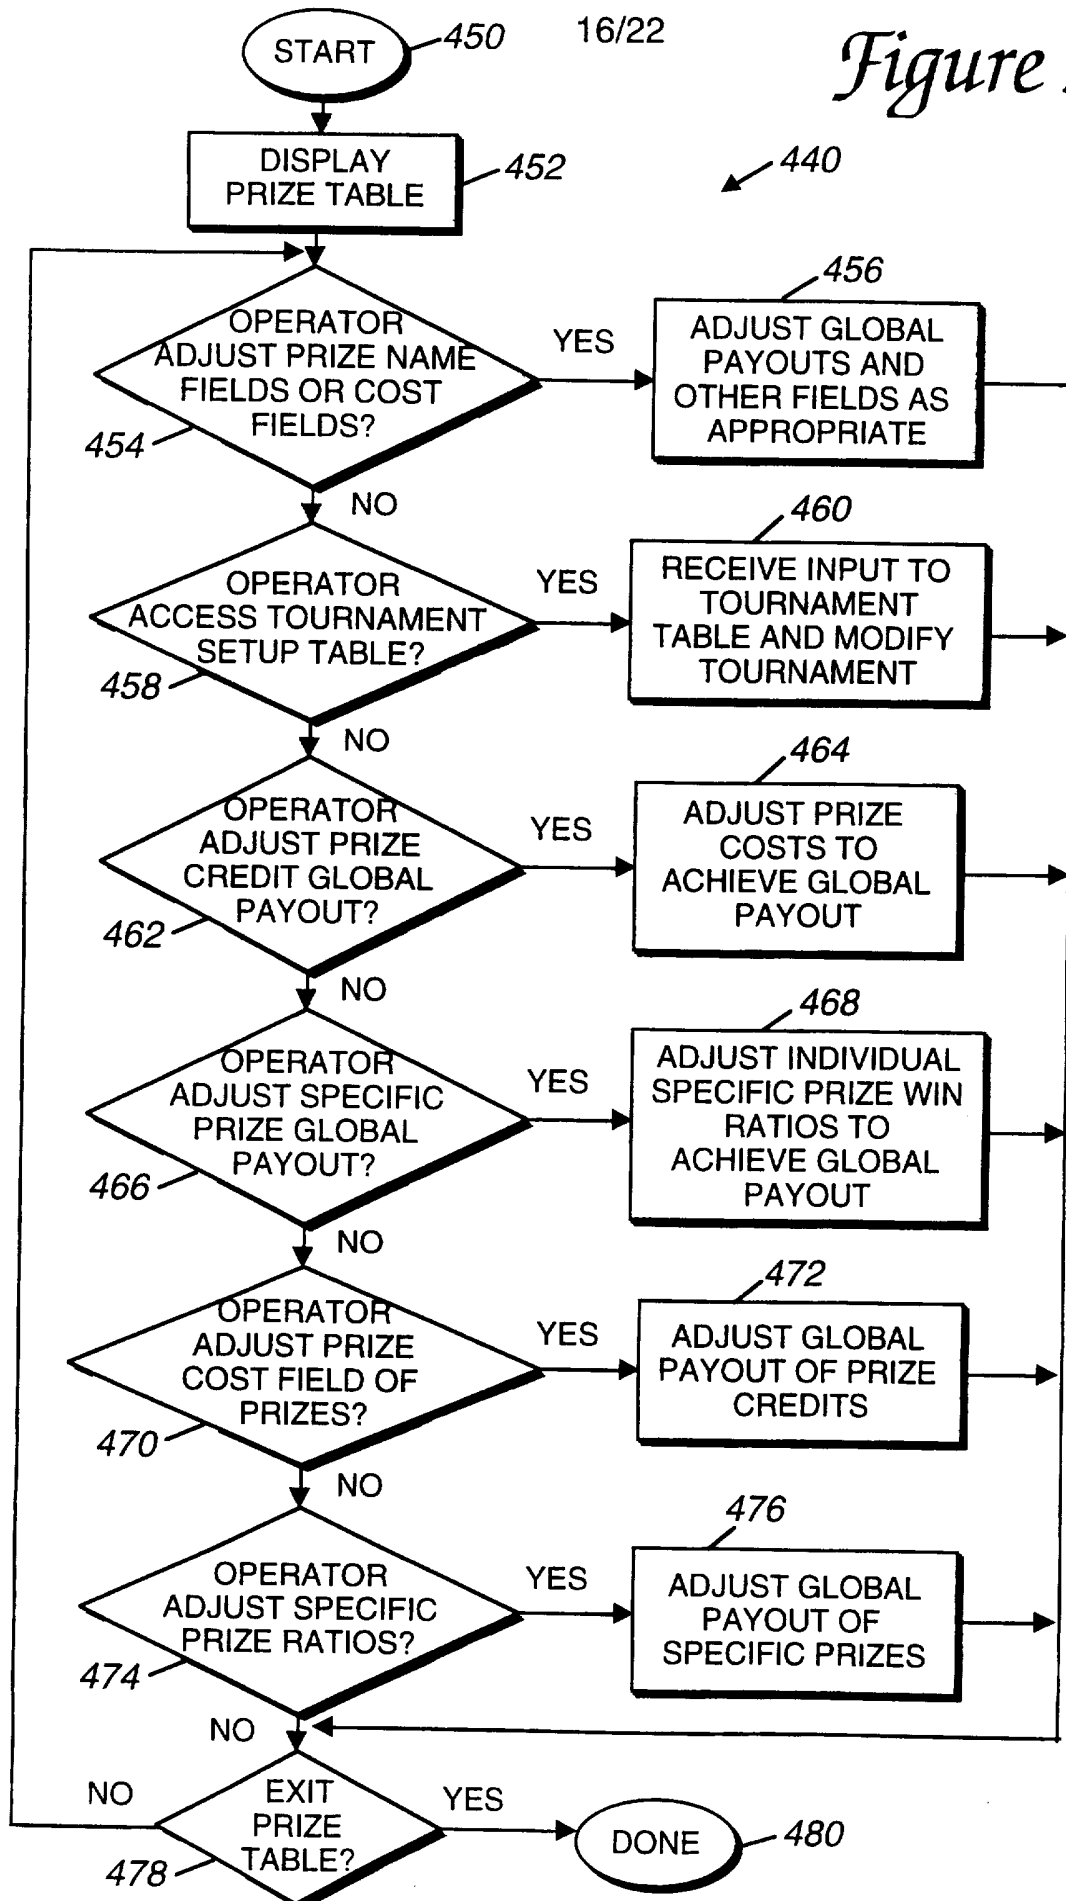 START
450
16/22
Figure
DISPLAY
PRIZE TABLE
452
440
OPERATOR
ADJUST PRIZE NAME
FIELDS OR COST
FIELDS?
454
YES
456
ADJUST GLOBAL
PAYOUTS AND
OTHER FIELDS AS
APPROPRIATE
NO
OPERATOR
ACCESS TOURNAMENT
SETUP TABLE?
458
YES
460
RECEIVE INPUT TO
TOURNAMENT
TABLE AND MODIFY
TOURNAMENT
NO
OPERATOR
ADJUST PRIZE
CREDIT GLOBAL
PAYOUT?
462
YES
464
ADJUST PRIZE
COSTS TO
ACHIEVE GLOBAL
PAYOUT
NO
OPERATOR
ADJUST SPECIFIC
PRIZE GLOBAL
PAYOUT?
466
YES
468
ADJUST INDIVIDUAL
SPECIFIC PRIZE WIN
RATIOS TO
ACHIEVE GLOBAL
PAYOUT
NO
OPERATOR
ADJUST PRIZE
COST FIELD OF
PRIZES?
470
YES
472
ADJUST GLOBAL
PAYOUT OF PRIZE
CREDITS
NO
OPERATOR
ADJUST SPECIFIC
PRIZE RATIOS?
474
YES
476
ADJUST GLOBAL
PAYOUT OF
SPECIFIC PRIZES
NO
EXIT
PRIZE
TABLE?
478
NO
YES
DONE
480